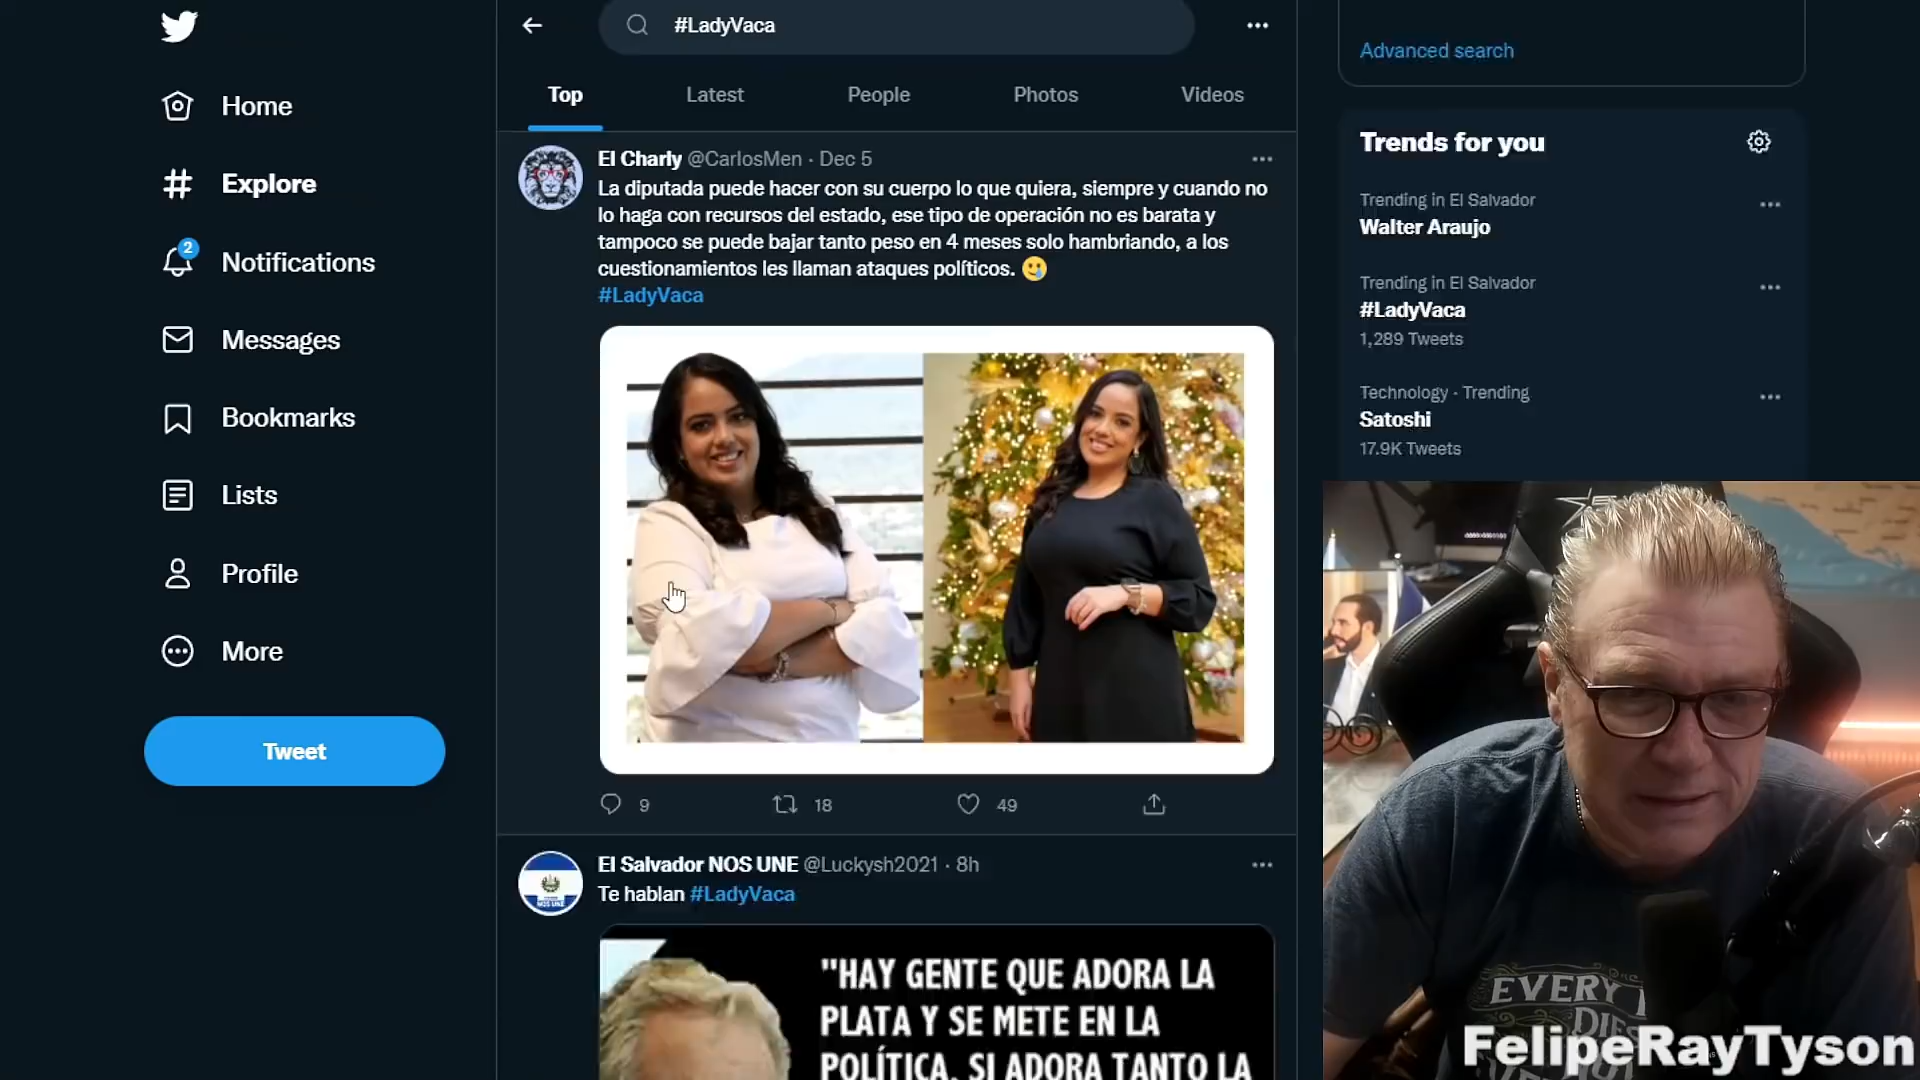 Home
Explore
2
Notifications
Messages
Bookmarks
Lists
Profile
More
Tweet
#LadyVaca
Top
Latest
People
Photos
Videos
El Charly @CarlosMen · Dec 5
La diputada puede hacer con su cuerpo lo que quiera, siempre y cuando no
lo haga con recursos del estado, ese tipo de operación no es barata y
tampoco se puede bajar tanto peso en 4 meses solo hambriando, a los
cuestionamientos les llaman ataques políticos. 🥲
#LadyVaca
9
18
49
El Salvador NOS UNE @Luckysh2021 · 8h
Te hablan #LadyVaca
"HAY GENTE QUE ADORA LA
PLATA Y SE METE EN LA
POLÍTICA, SI ADORA TANTO LA
Advanced search
Trends for you
Trending in El Salvador
Walter Araujo
Trending in El Salvador
#LadyVaca
1,289 Tweets
Technology · Trending
Satoshi
17.9K Tweets
EVERY
DIES
FelipeRayTyson